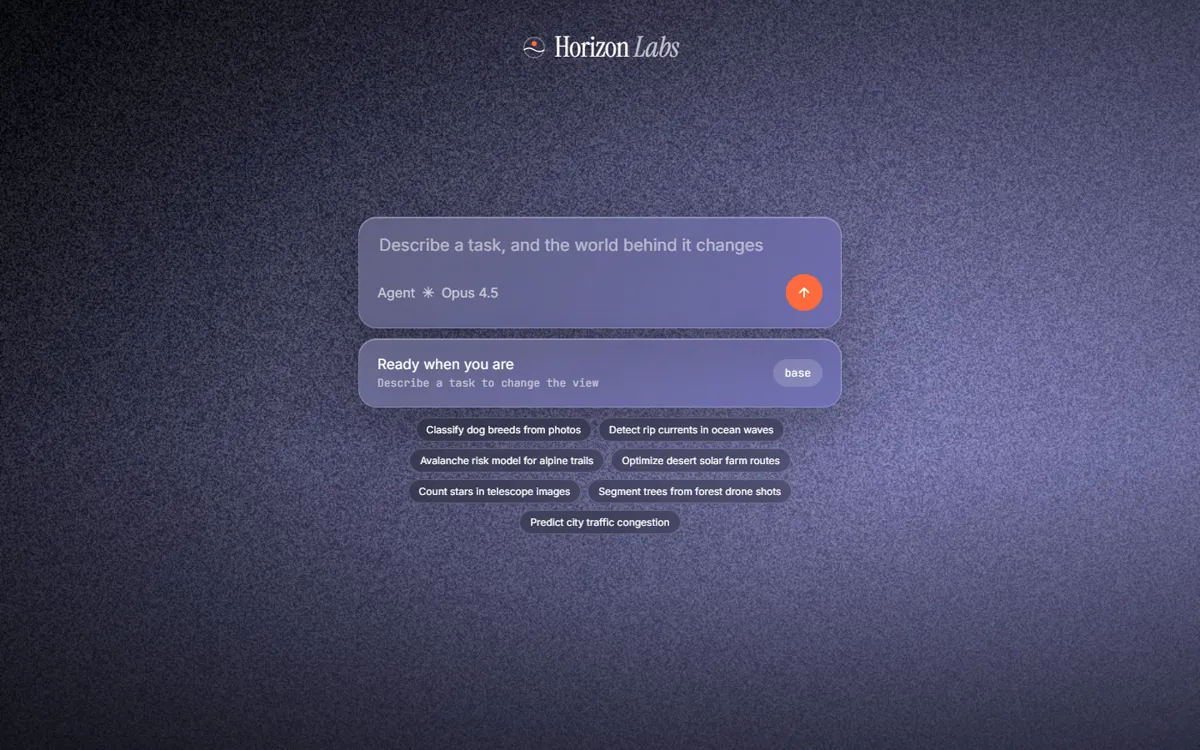 Horizon Labs
Describe a task, and the world behind it changes
Agent ✳ Opus 4.5
Ready when you are
Describe a task to change the view
base
Classify dog breeds from photos
Detect rip currents in ocean waves
Avalanche risk model for alpine trails
Optimize desert solar farm routes
Count stars in telescope images
Segment trees from forest drone shots
Predict city traffic congestion